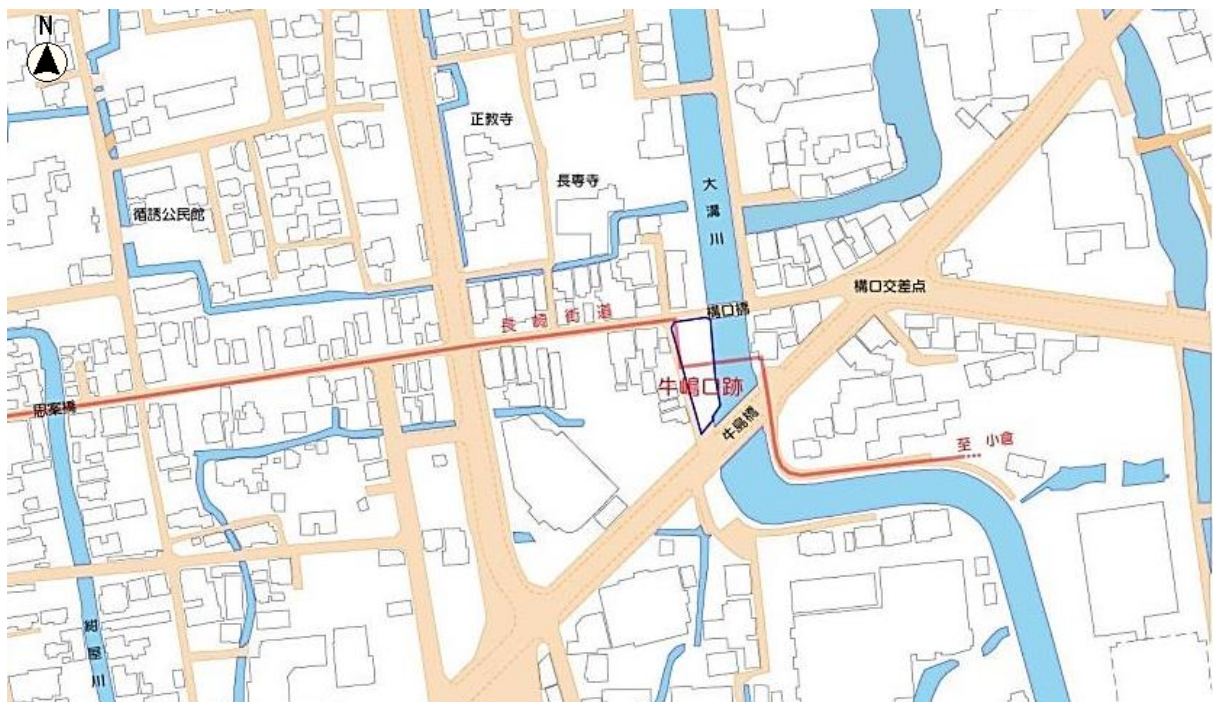 N
正教寺
長専寺
大溝川
循誘公民館
構口交差点
構口橋
長崎街道
牛嶋口跡
思案橋
牛島橋
至 小倉
紺屋川